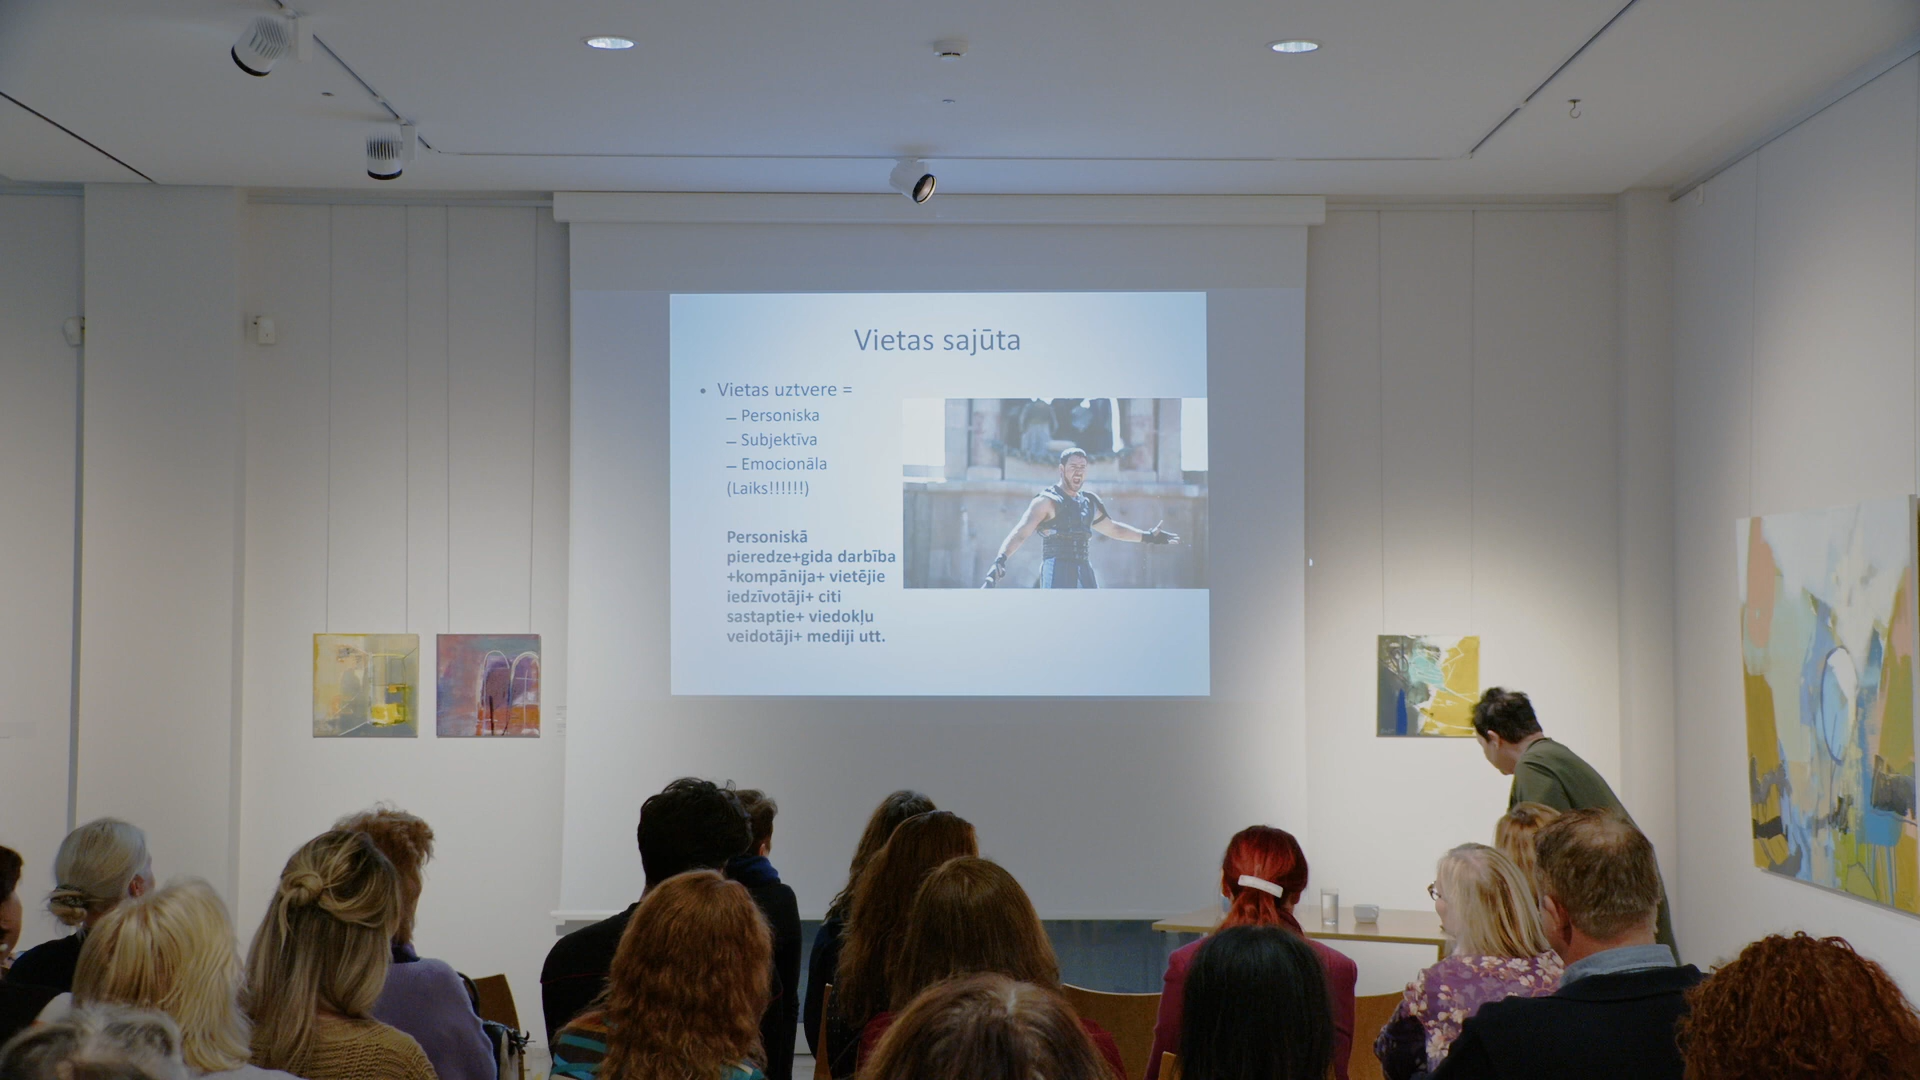 Vietas sajūta
• Vietas uztvere =
– Personiska
– Subjektīva
– Emocionāla
(Laiks!!!!!!)
Personiskā
pieredze+gida darbība
+kompānija+ vietējie
iedzīvotāji+ citi
sastaptie+ viedokļu
veidotāji+ mediji utt.